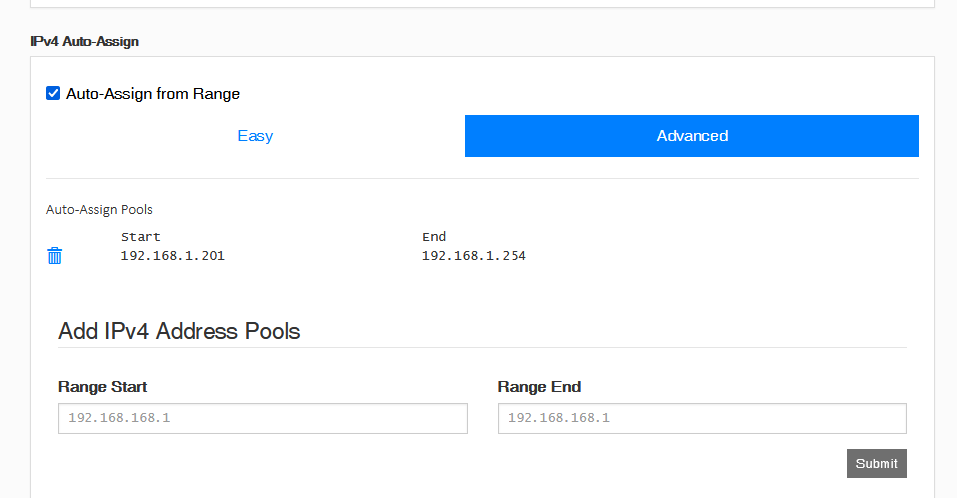 IPv4 Auto-Assign
Auto-Assign from Range
Easy Advanced
Auto-Assign Pools
Start End
192.168.1.201 192.168.1.254
Add IPv4 Address Pools
Range Start Range End
192.168.168.1 192.168.168.1
Submit